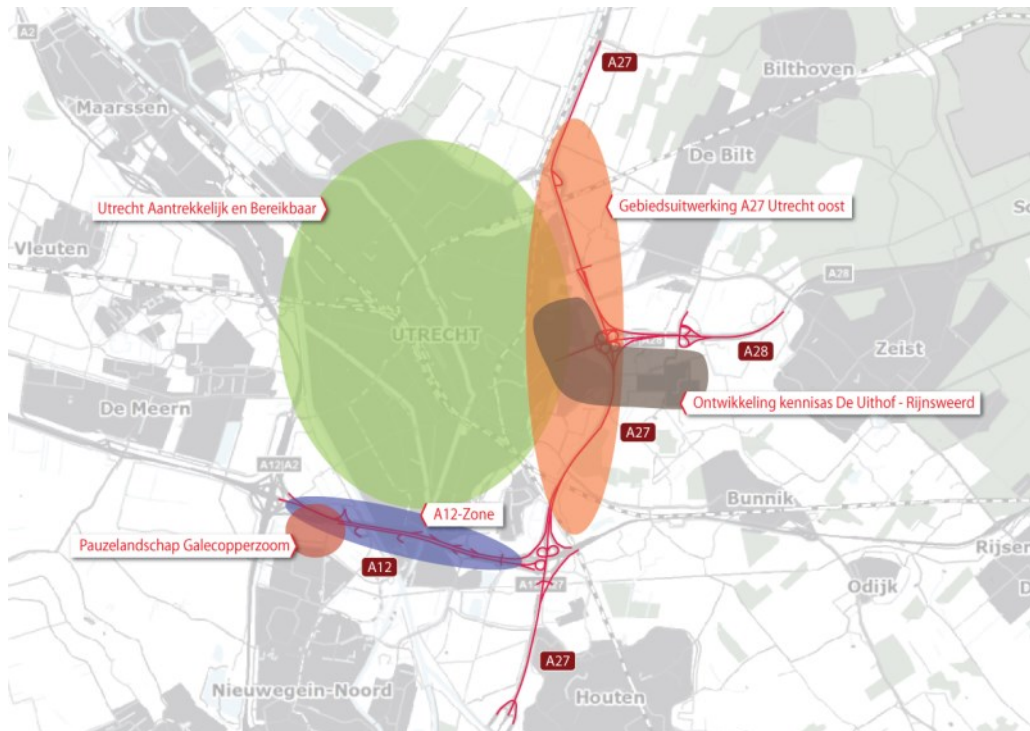 A2
A27
Bilthoven
Maarssen
De Bilt
Utrecht Aantrekkelijk en Bereikbaar
Gebiedsuitwerking A27 Utrecht oost
Vleuten
A28
UTRECHT
A28
Zeist
De Meern
Ontwikkeling kennisas De Uithof - Rijnsweerd
A27
A12 A2
Bunnik
A12-Zone
Pauzelandschap Galecopperzoom
A12
Odijk
A27
Nieuwegein-Noord
Houten